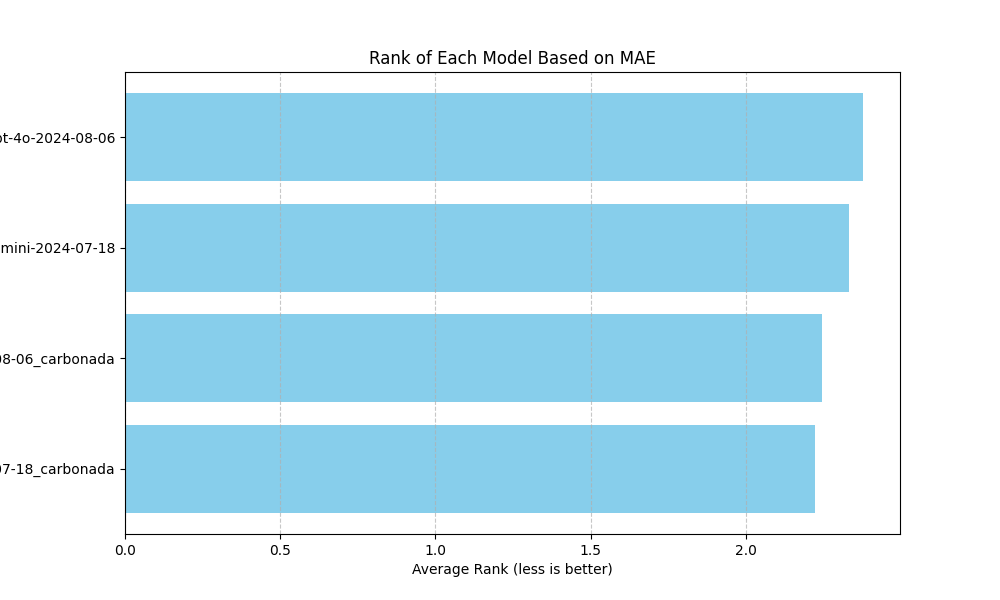 Rank of Each Model Based on MAE
pt-4o-2024-08-06
mini-2024-07-18
08-06_carbonada
07-18_carbonada
0.0 0.5 1.0 1.5 2.0
Average Rank (less is better)